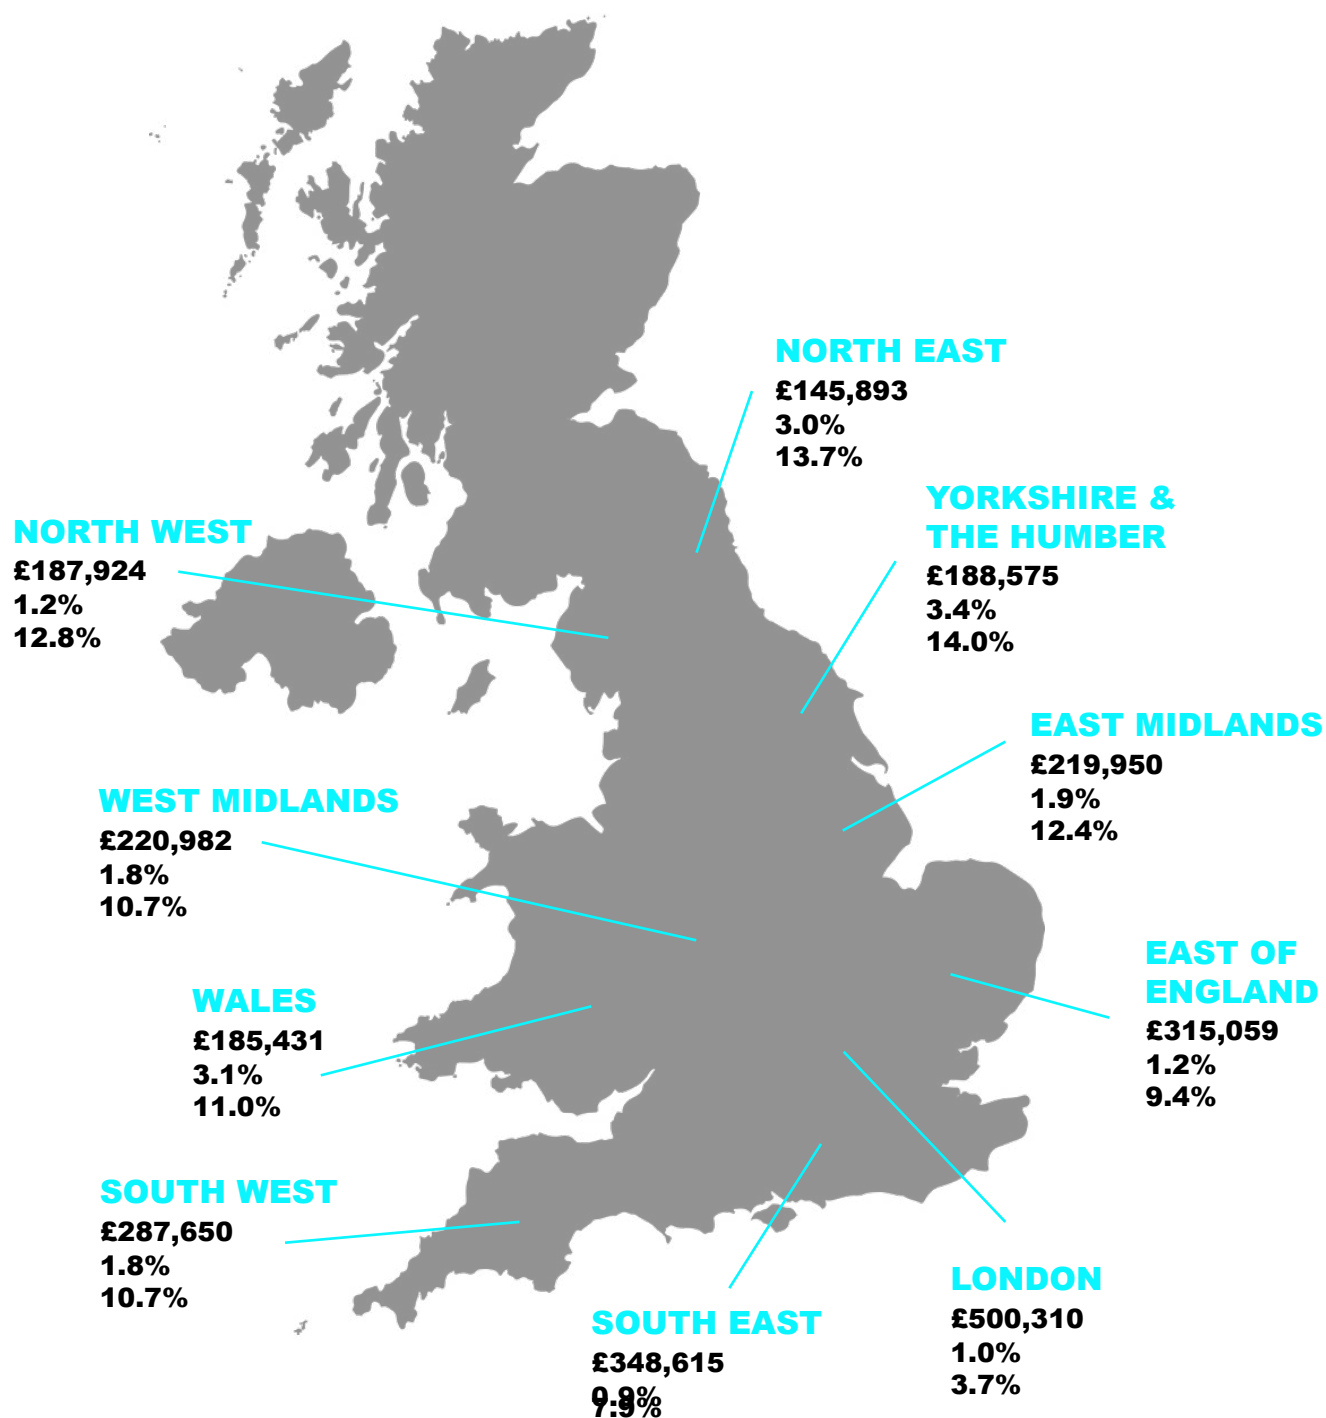 NORTH EAST
£145,893
3.0%
13.7%
YORKSHIRE &
THE HUMBER
£188,575
3.4%
14.0%
NORTH WEST
£187,924
1.2%
12.8%
EAST MIDLANDS
£219,950
1.9%
12.4%
WEST MIDLANDS
£220,982
1.8%
10.7%
EAST OF
ENGLAND
£315,059
1.2%
9.4%
WALES
£185,431
3.1%
11.0%
SOUTH WEST
£287,650
1.8%
10.7%
LONDON
£500,310
1.0%
3.7%
SOUTH EAST
£348,615
0.9%
7.9%